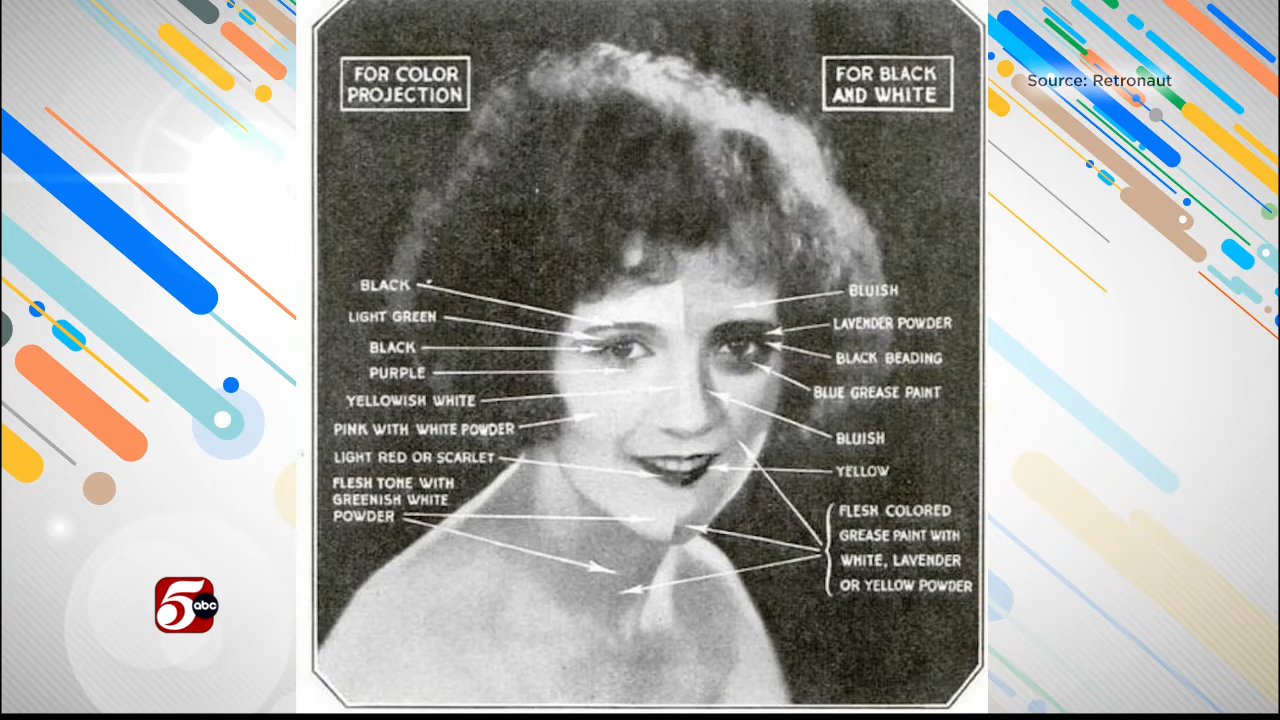 Source: Retronaut
FOR COLOR
PROJECTION
FOR BLACK
AND WHITE
BLACK
LIGHT GREEN
BLACK
PURPLE
YELLOWISH WHITE
PINK WITH WHITE POWDER
LIGHT RED OR SCARLET
FLESH TONE WITH
GREENISH WHITE
POWDER
BLUISH
LAVENDER POWDER
BLACK BEADING
BLUE GREASE PAINT
BLUISH
YELLOW
FLESH COLORED
GREASE PAINT WITH
WHITE, LAVENDER
OR YELLOW POWDER
5 abc